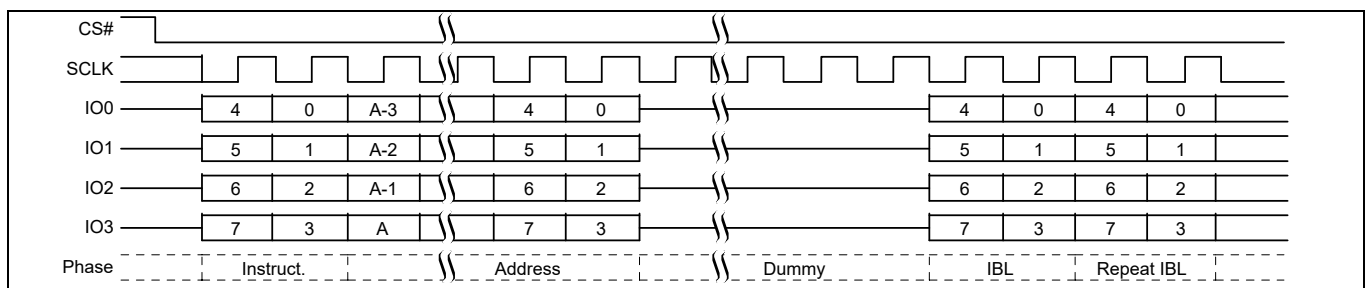 CS#
SCLK
IO0 4 0 A-3 4 0 4 0 4 0
IO1 5 1 A-2 5 1 5 1 5 1
IO2 6 2 A-1 6 2 6 2 6 2
IO3 7 3 A 7 3 7 3 7 3
Phase Instruct. Address Dummy IBL Repeat IBL